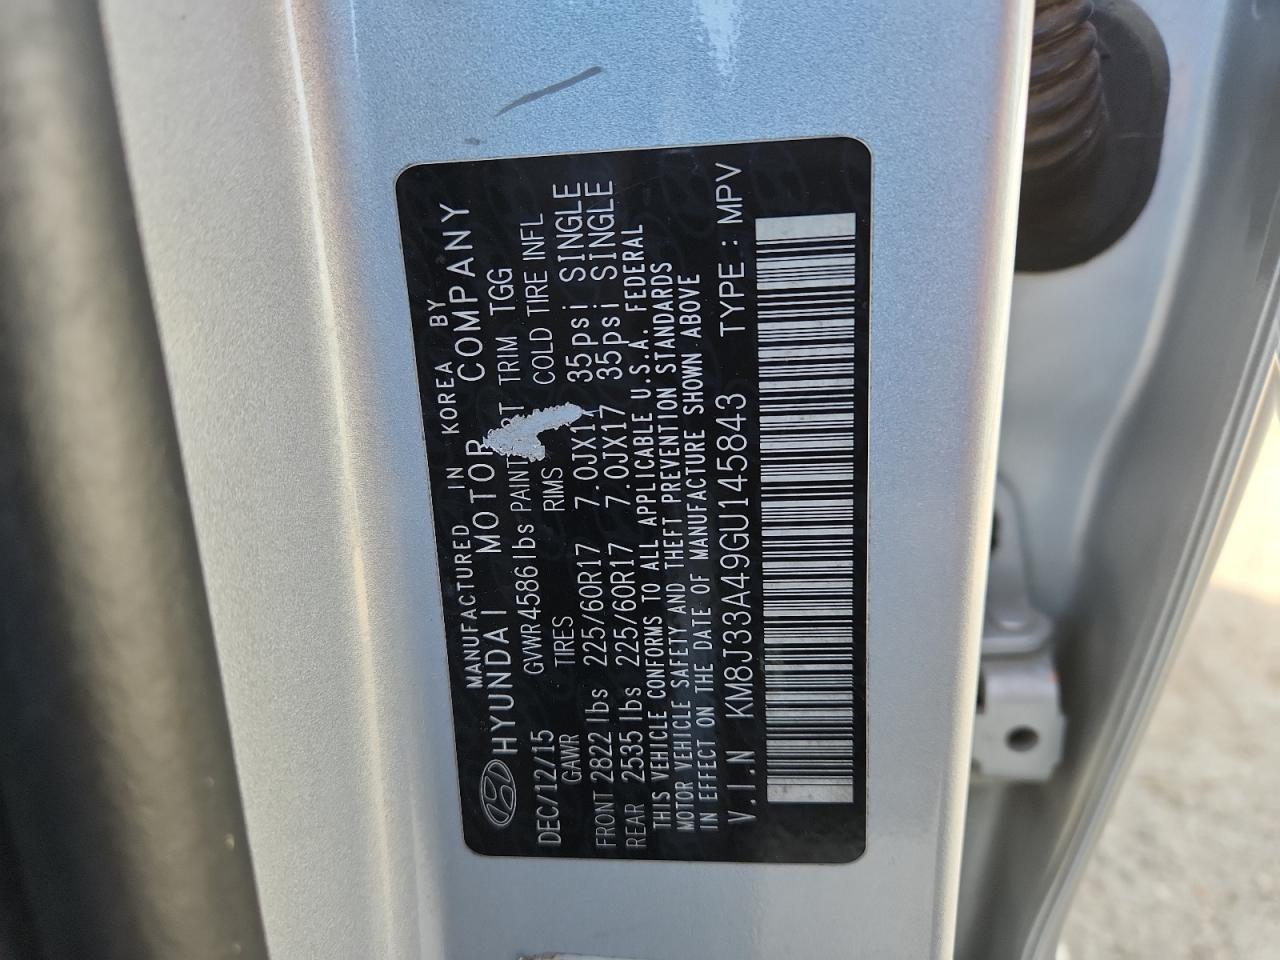 MANUFACTURED IN KOREA BY
HYUNDAI MOTOR COMPANY
DEC/12/15 GVWR 4586 lbs PAINT TRIM TGG
GAWR TIRES RIMS COLD TIRE INFL
FRONT 2822 lbs 225/60R17 7.0JX17 35psi SINGLE
REAR 2535 lbs 225/60R17 7.0JX17 35psi SINGLE
THIS VEHICLE CONFORMS TO ALL APPLICABLE U.S.A. FEDERAL
MOTOR VEHICLE SAFETY AND THEFT PREVENTION STANDARDS
IN EFFECT ON THE DATE OF MANUFACTURE SHOWN ABOVE
V.I.N KM8J33A49GU145843 TYPE : MPV